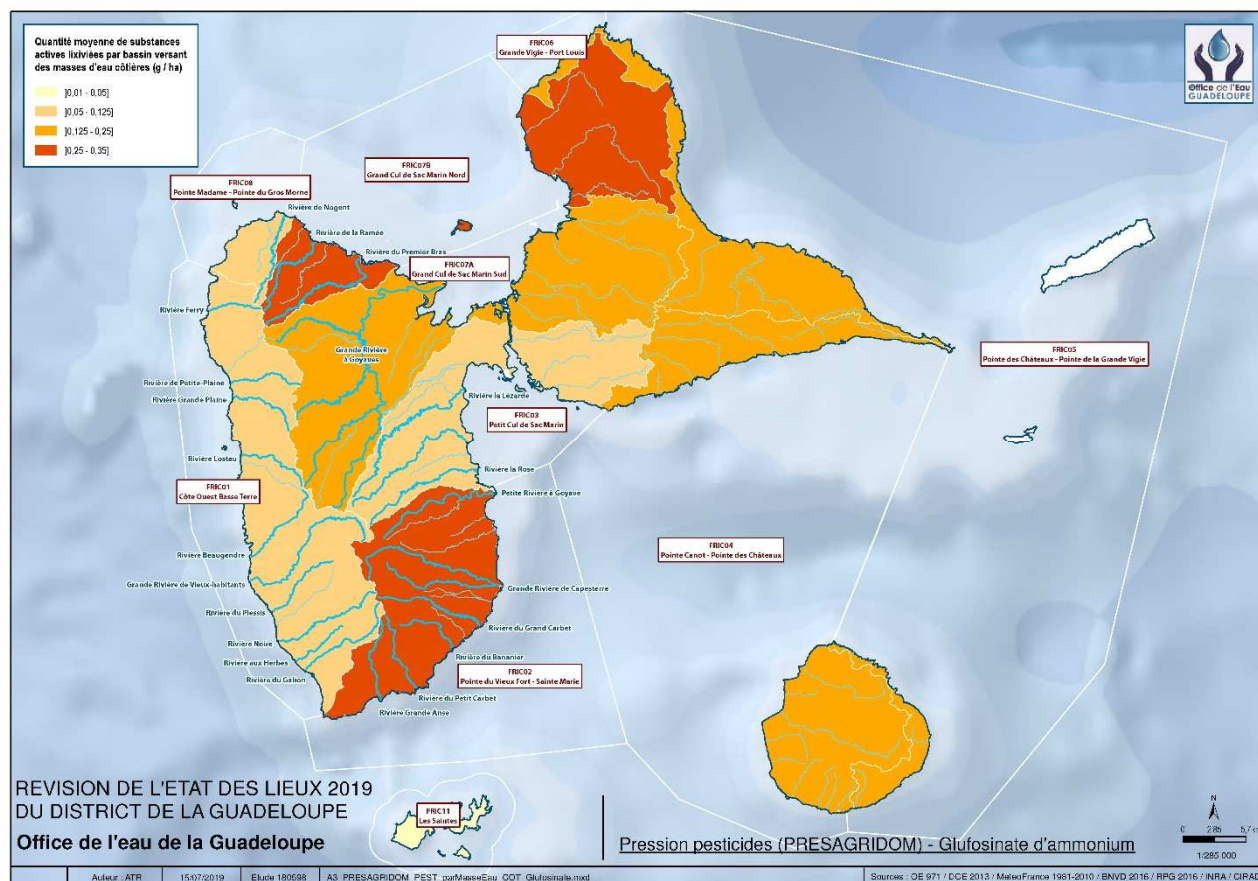 Quantité moyenne de substances
actives lixiviées par bassin versant
des masses d'eau côtières (g / ha)
]0,01 - 0,05]
]0,05 - 0,125]
]0,125 - 0,25]
]0,25 - 0,35]
FRIC06
Grande Vigie - Port Louis
Office de l'Eau
GUADELOUPE
FRIC07B
Grand Cul de Sac Marin Nord
FRIC08
Pointe Madame - Pointe du Gros Morne
Rivière de Nogent
Rivière de la Ramée
Rivière du Premier Bras
FRIC07A
Grand Cul de Sac Marin Sud
Rivière Ferry
Grande Rivière
à Goyaves
FRIC05
Pointe des Châteaux - Pointe de la Grande Vigie
Rivière de Petite-Plaine
Rivière Grande Plaine
Rivière la Lézarde
FRIC03
Petit Cul de Sac Marin
Rivière Lostau
Rivière la Rose
FRIC01
Côte Ouest Basse Terre
Petite Rivière à Goyave
FRIC04
Pointe Canot - Pointe des Châteaux
Rivière Beaugendre
Grande Rivière de Vieux-habitants
Grande Rivière de Capesterre
Rivière du Plessis
Rivière du Grand Carbet
Rivière Noire
Rivière aux Herbes
Rivière du Bananier
Rivière du Galion
FRIC02
Pointe du Vieux Fort - Sainte Marie
Rivière du Petit Carbet
Rivière Grande Anse
REVISION DE L'ETAT DES LIEUX 2019
DU DISTRICT DE LA GUADELOUPE
Office de l'eau de la Guadeloupe
FRIC11
Les Saintes
Pression pesticides (PRESAGRIDOM) - Glufosinate d'ammonium
N
0 2,85 5,7
1:285 000
Auteur : ATR
15/07/2019
Etude 180598
A3_PRESAGRIDOM_PEST_parMasseEau_COT_Glufosinate.mxd
Sources : OE 971 / DCE 2013 / MeteoFrance 1981-2010 / BNVD 2016 / RPG 2016 / INRA / CIRAD